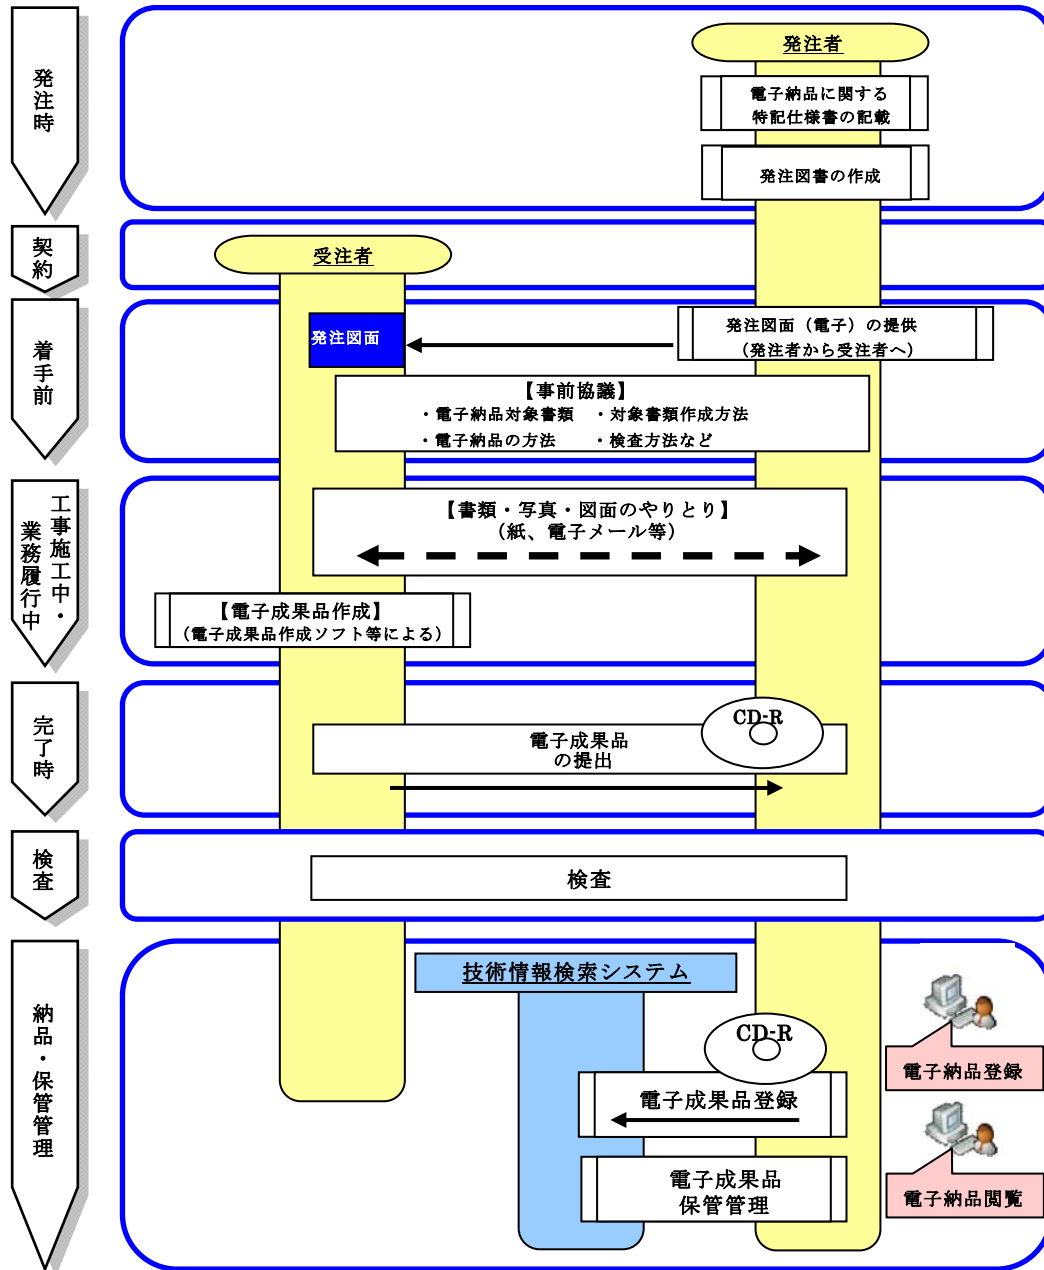 発注時
発注者
電子納品に関する
特記仕様書の記載
発注図書の作成
契約
受注者
着手前
発注図面
発注図面（電子）の提供
（発注者から受注者へ）
【事前協議】
・電子納品対象書類 ・対象書類作成方法
・電子納品の方法 ・検査方法など
工事施工中・
業務履行中
【書類・写真・図面のやりとり】
（紙、電子メール等）
【電子成果品作成】
（電子成果品作成ソフト等による）
完了時
CD-R
電子成果品
の提出
検査
検査
納品・保管管理
技術情報検索システム
CD-R
電子納品登録
電子成果品登録
電子成果品
保管管理
電子納品閲覧